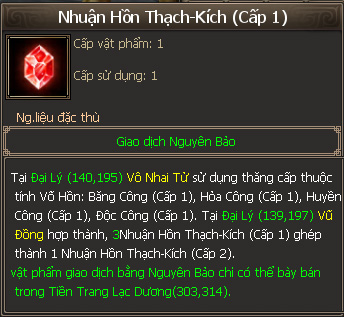 Nhuận Hồn Thạch-Kích (Cấp 1)
Cấp vật phẩm: 1
Cấp sử dụng: 1
Ng.liệu đặc thù
Giao dịch Nguyên Bảo
Tại Đại Lý (140,195) Vô Nhai Tử sử dụng thăng cấp thuộc
tính Võ Hồn: Băng Công (Cấp 1), Hỏa Công (Cấp 1), Huyền
Công (Cấp 1), Độc Công (Cấp 1). Tại Đại Lý (139,197) Vũ
Đồng hợp thành, 3Nhuận Hồn Thạch-Kích (Cấp 1) ghép
thành 1 Nhuận Hồn Thạch-Kích (Cấp 2).
vật phẩm giao dịch bằng Nguyên Bảo chỉ có thể bày bán
trong Tiền Trang Lạc Dương(303,314).